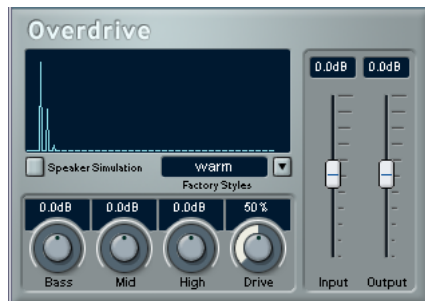 Overdrive
0.0dB 0.0dB
Speaker Simulation warm
Factory Styles
0.0dB 0.0dB 0.0dB 50 %
Bass Mid High Drive Input Output